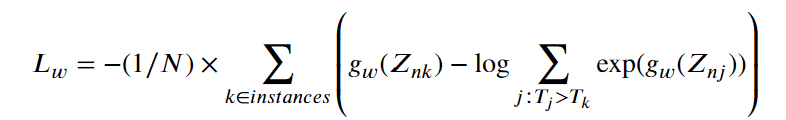 L_w = −(1/N) × ∑_{k∈instances} ( g_w(Z_{nk}) − log ∑_{j:T_j>T_k} exp(g_w(Z_{nj})) )